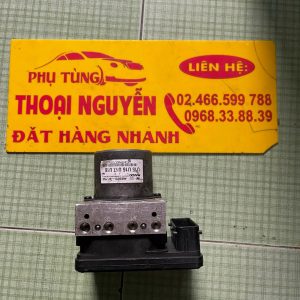 PHỤ TÙNG
THOẠI NGUYỄN
ĐẶT HÀNG NHANH
LIÊN HỆ:
02.466.599 788
0968.33.88.39